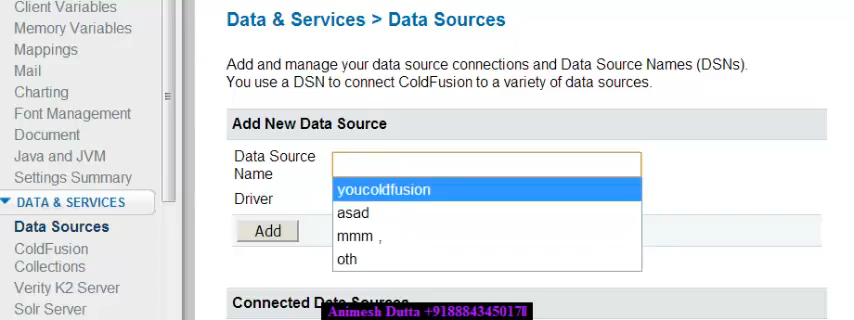 Client Variables
Memory Variables
Mappings
Mail
Charting
Font Management
Document
Java and JVM
Settings Summary
DATA & SERVICES
Data Sources
ColdFusion
Collections
Verity K2 Server
Solr Server
Data & Services > Data Sources
Add and manage your data source connections and Data Source Names (DSNs).
You use a DSN to connect ColdFusion to a variety of data sources.
Add New Data Source
Data Source
Name
youcoldfusion
Driver
asad
Add
mmm ,
oth
Connected Data Sources
Animesh Dutta +918884345017